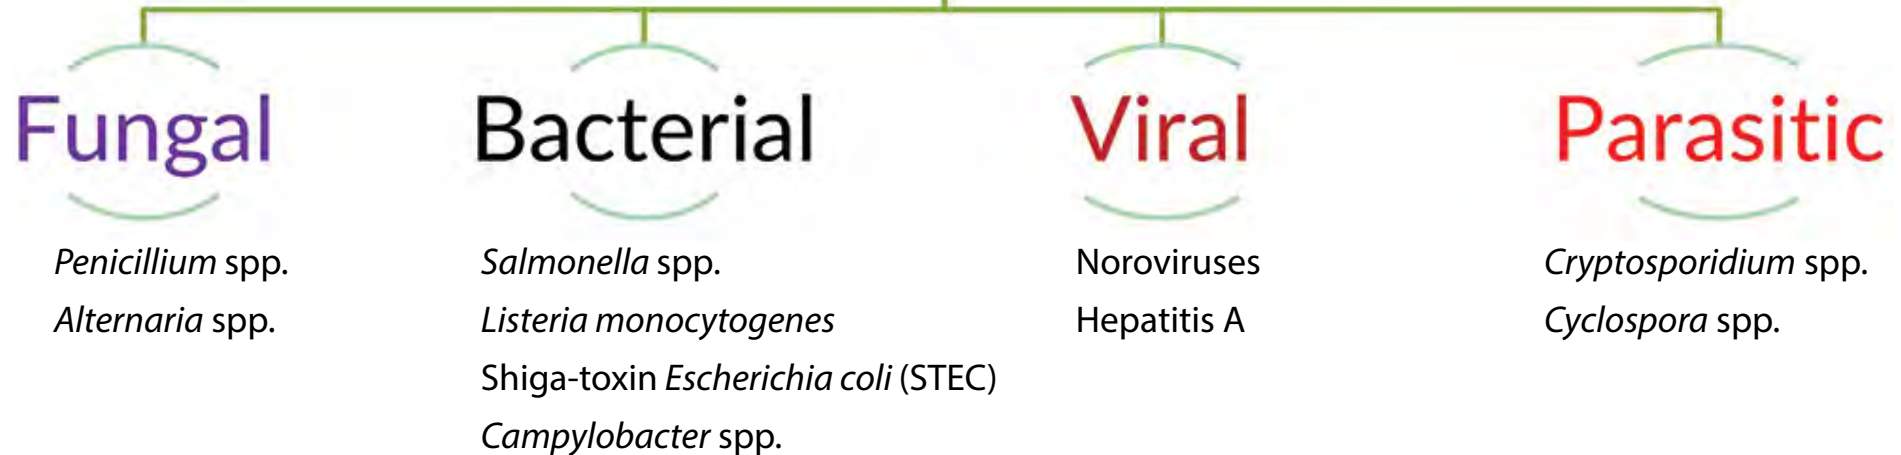 Fungal
Penicillium spp.
Alternaria spp.
Bacterial
Salmonella spp.
Listeria monocytogenes
Shiga-toxin Escherichia coli (STEC)
Campylobacter spp.
Viral
Noroviruses
Hepatitis A
Parasitic
Cryptosporidium spp.
Cyclospora spp.